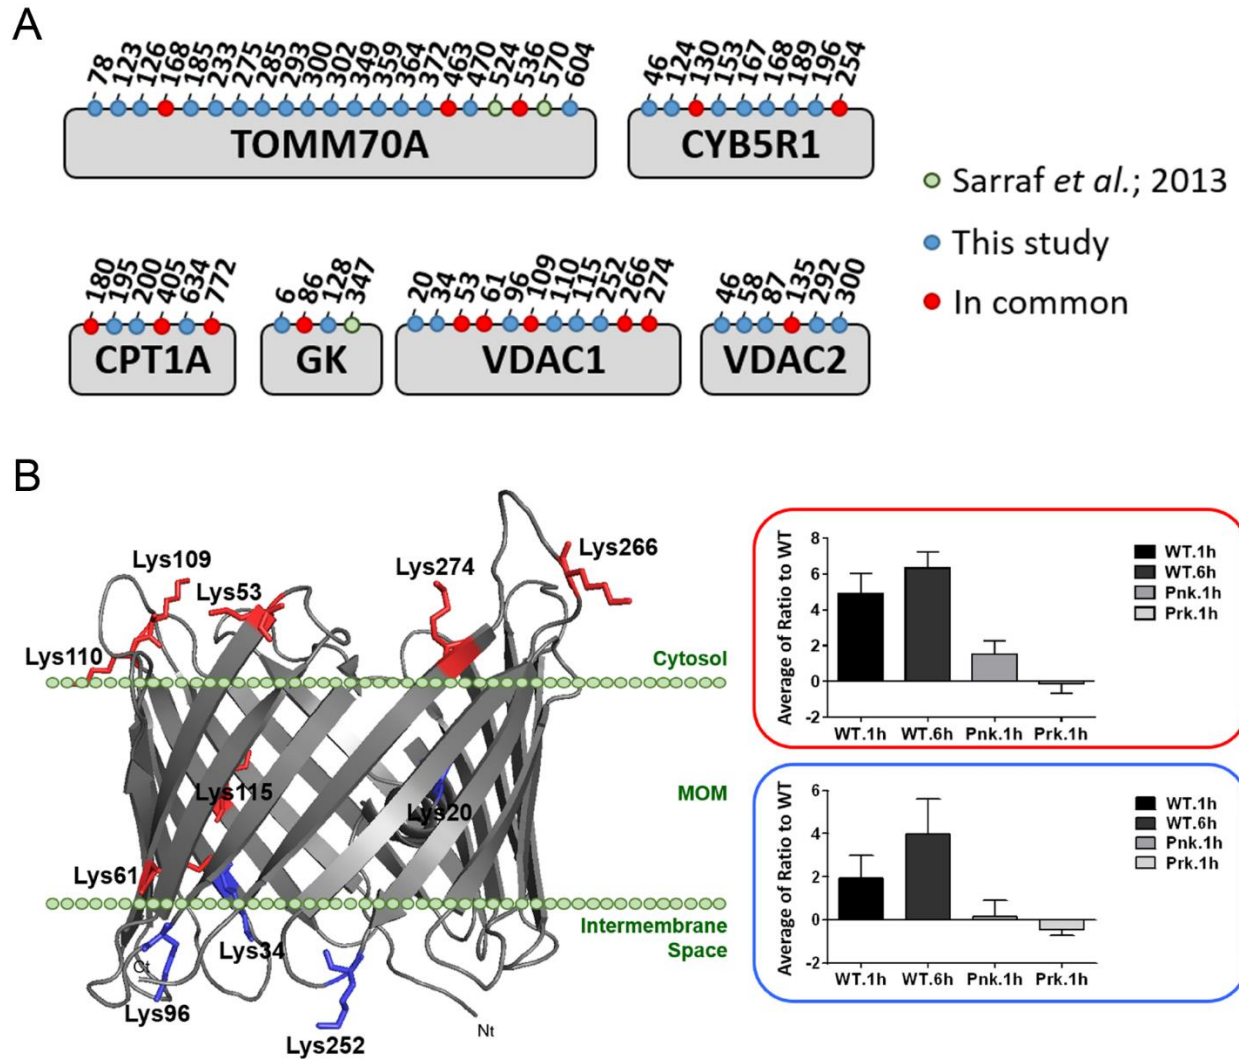 A
78 123 126 168 185 233 275 285 293 300 302 349 359 364 372 463 470 524 536 570 604
TOMM70A
46 124 130 153 167 168 189 196 254
CYB5R1
Sarraf et al.; 2013
This study
In common
180 195 200 405 634 772
CPT1A
6 86 128 347
GK
20 34 53 61 96 109 110 115 252 266 274
VDAC1
46 58 87 135 292 300
VDAC2
B
Lys109
Lys53
Lys274
Lys266
Lys110
Lys115
Lys20
Lys61
Lys34
Lys96
Lys252
Ct
Nt
Cytosol
MOM
Intermembrane
Space
Average of Ratio to WT
8
6
4
2
0
-2
WT.1h WT.6h Pnk.1h Prk.1h
WT.1h
WT.6h
Pnk.1h
Prk.1h
Average of Ratio to WT
6
4
2
0
-2
WT.1h WT.6h Pnk.1h Prk.1h
WT.1h
WT.6h
Pnk.1h
Prk.1h